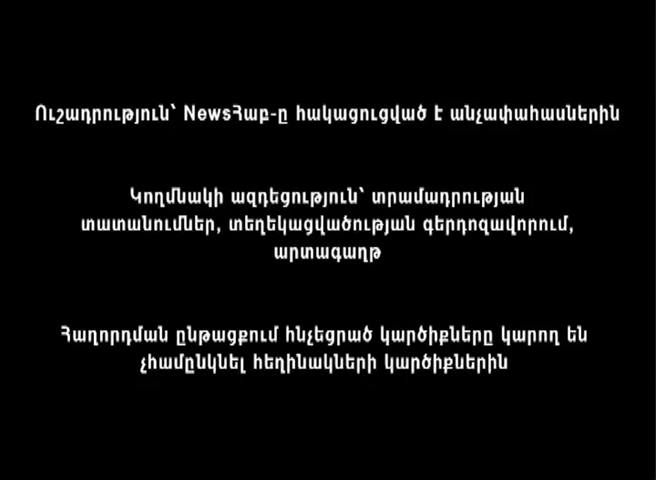 Ուշադրություն՝ NewsՀաբ-ը հակացուցված է անչափահասներին
Կողմնակի ազդեցություն՝ տրամադրության
տատանումներ, տեղեկացվածության գերդոզավորում,
արտագաղթ
Հաղորդման ընթացքում հնչեցրած կարծիքները կարող են
չհամընկնել հեղինակների կարծիքներին